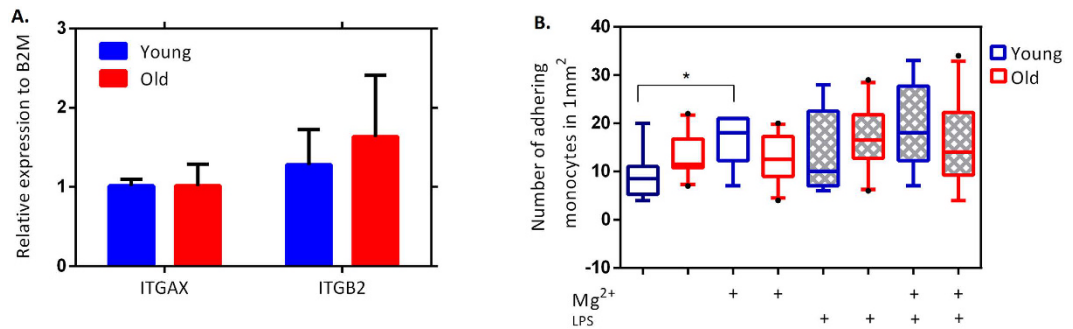 A.
Relative expression to B2M
3
2
1
0
Young
Old
ITGAX
ITGB2
B.
Number of adhering
monocytes in 1mm²
40
30
20
10
0
-10
*
Young
Old
Mg²⁺ + + + +
LPS + + + +